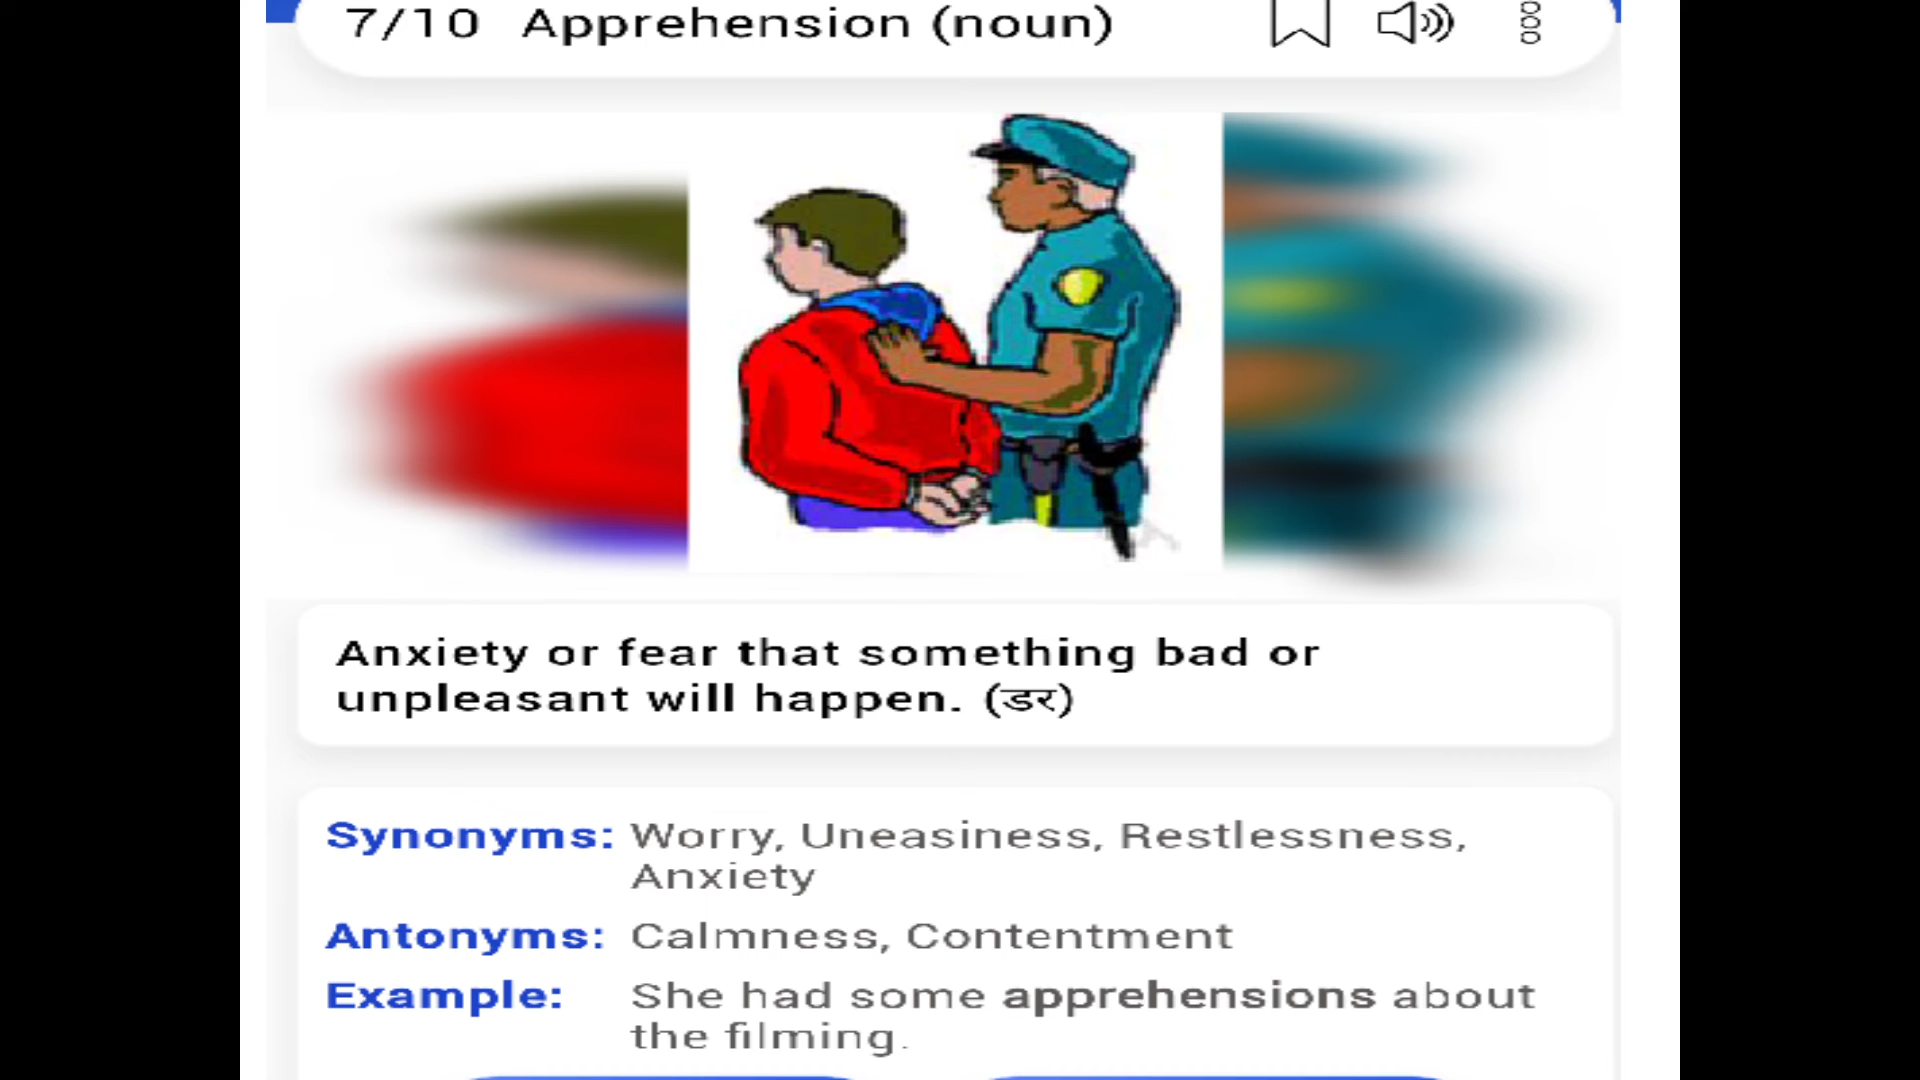 7/10 Apprehension (noun)
Anxiety or fear that something bad or
unpleasant will happen. (डर)
Synonyms: Worry, Uneasiness, Restlessness,
Anxiety
Antonyms: Calmness, Contentment
Example: She had some apprehensions about
the filming.